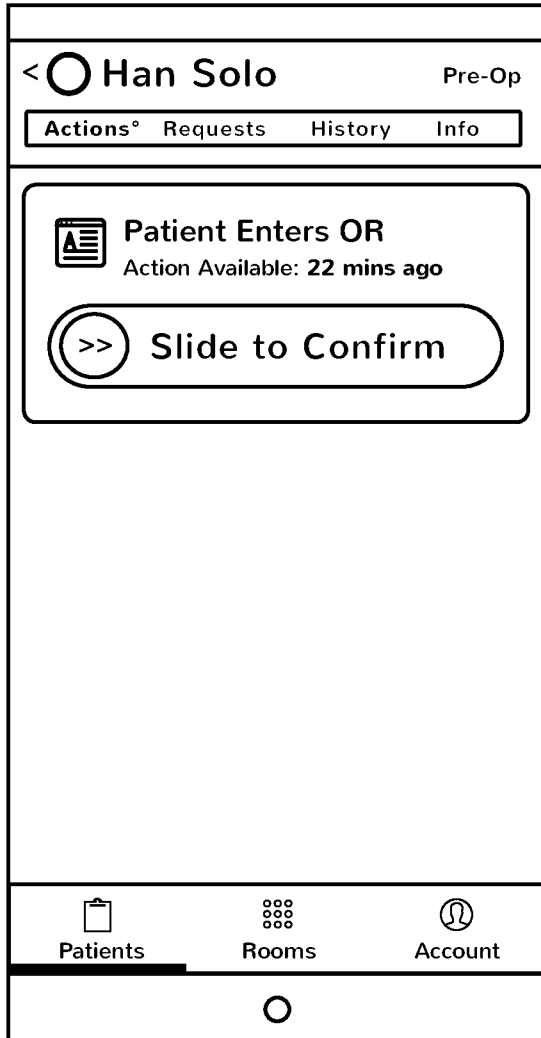 < Han Solo Pre-Op
Actions° Requests History Info
A
Patient Enters OR
Action Available: 22 mins ago
>> Slide to Confirm
Patients Rooms Account